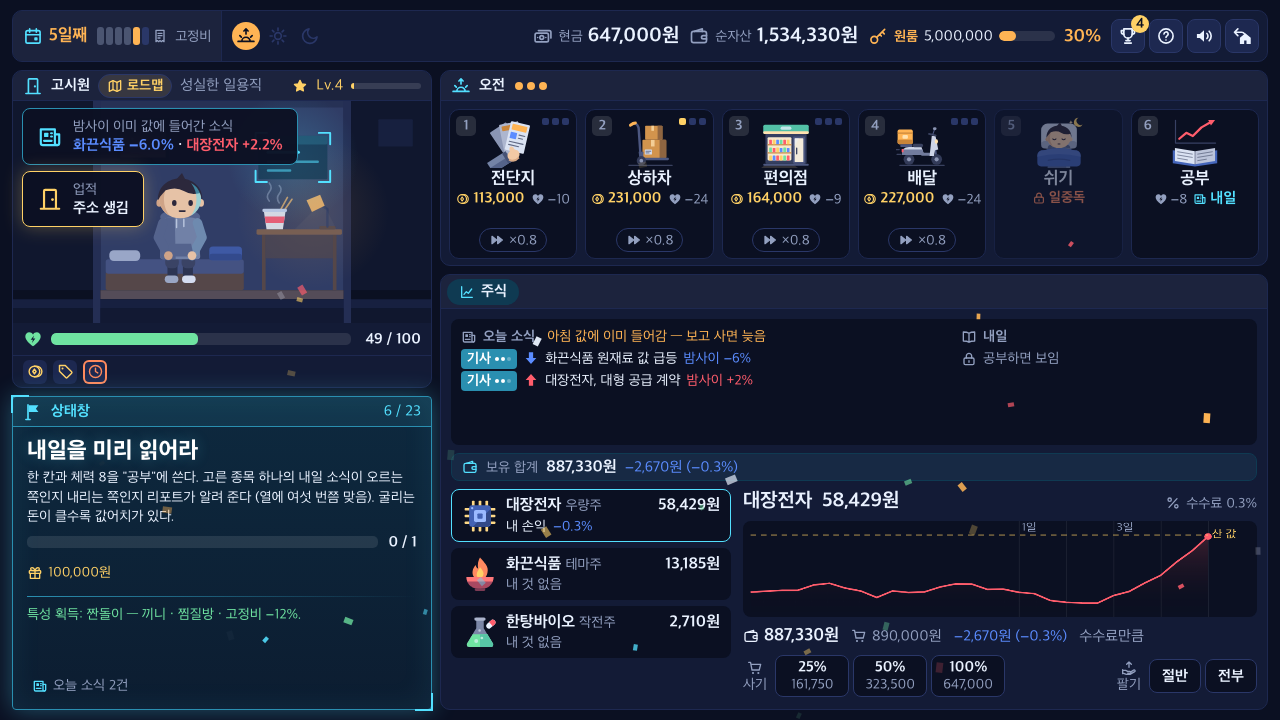 5일째
고정비
현금 647,000원
순자산 1,534,330원
원룸 5,000,000
30%
4
고시원
로드맵
성실한 일용직
Lv.4
밤사이 이미 값에 들어간 소식
화끈식품 −6.0% · 대장전자 +2.2%
업적
주소 생김
49 / 100
상태창
6 / 23
내일을 미리 읽어라
한 칸과 체력 8을 "공부"에 쓴다. 고른 종목 하나의 내일 소식이 오르는
쪽인지 내리는 쪽인지 리포트가 알려 준다 (열에 여섯 번쯤 맞음). 굴리는
돈이 클수록 값어치가 있다.
0 / 1
100,000원
특성 획득: 짠돌이 — 끼니 · 찜질방 · 고정비 −12%.
오늘 소식 2건
오전
1
전단지
113,000
−10
×0.8
2
상하차
231,000
−24
×0.8
3
편의점
164,000
−9
×0.8
4
배달
227,000
−24
×0.8
5
쉬기
일중독
6
공부
−8
내일
주식
오늘 소식
아침 값에 이미 들어감 — 보고 사면 늦음
기사
화끈식품 원재료 값 급등
밤사이 −6%
기사
대장전자, 대형 공급 계약
밤사이 +2%
내일
공부하면 보임
보유 합계 887,330원 −2,670원 (−0.3%)
대장전자 우량주
58,429원
내 손익 −0.3%
화끈식품 테마주
13,185원
내 것 없음
한탕바이오 작전주
2,710원
내 것 없음
대장전자 58,429원
수수료 0.3%
1일
3일
산 값
887,330원
890,000원
−2,670원 (−0.3%)
수수료만큼
사기
25%
161,750
50%
323,500
100%
647,000
팔기
절반
전부